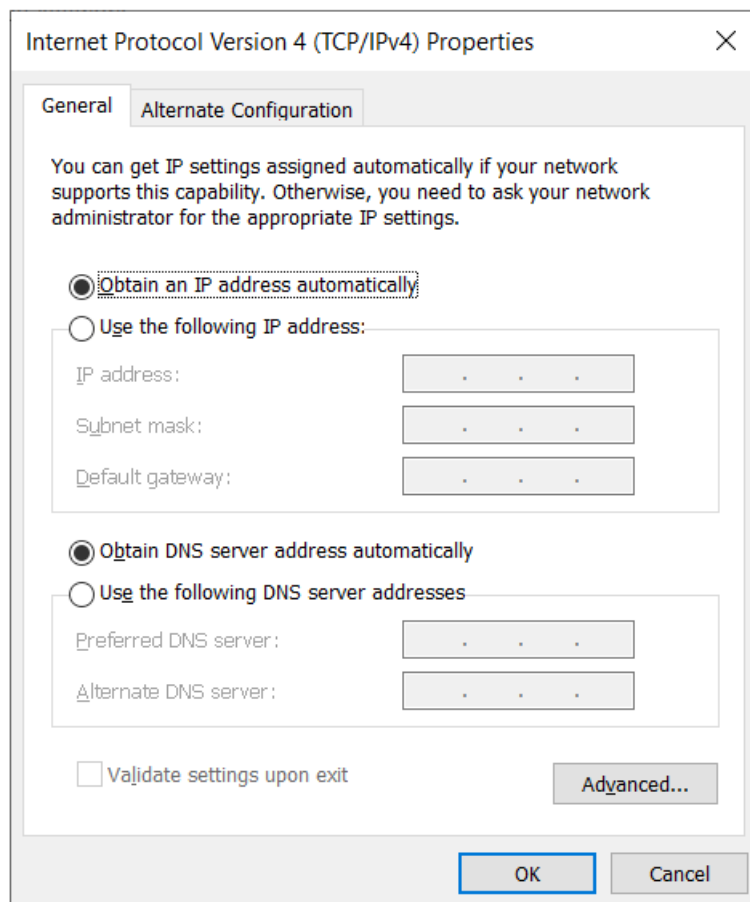 Internet Protocol Version 4 (TCP/IPv4) Properties
General
Alternate Configuration
You can get IP settings assigned automatically if your network
supports this capability. Otherwise, you need to ask your network
administrator for the appropriate IP settings.
Obtain an IP address automatically
Use the following IP address:
IP address:
Subnet mask:
Default gateway:
Obtain DNS server address automatically
Use the following DNS server addresses
Preferred DNS server:
Alternate DNS server:
Validate settings upon exit
Advanced...
OK
Cancel